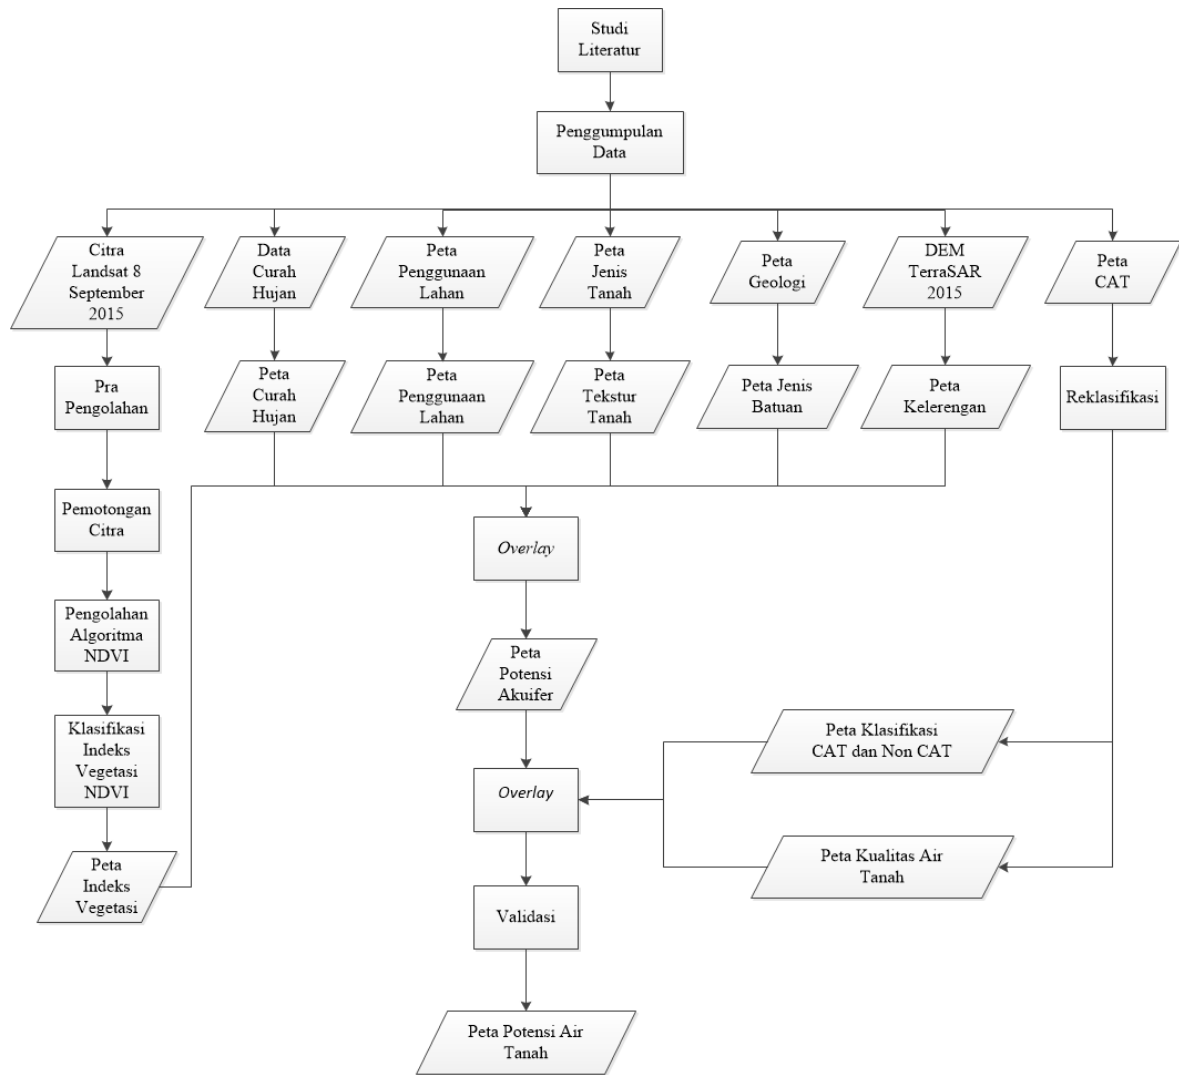 Studi
Literatur
Penggumpulan
Data
Citra
Landsat 8
September
2015
Data
Curah
Hujan
Peta
Penggunaan
Lahan
Peta
Jenis
Tanah
Peta
Geologi
DEM
TerraSAR
2015
Peta
CAT
Pra
Pengolahan
Peta
Curah
Hujan
Peta
Penggunaan
Lahan
Peta
Tekstur
Tanah
Peta Jenis
Batuan
Peta
Kelerengan
Reklasifikasi
Pemotongan
Citra
Overlay
Pengolahan
Algoritma
NDVI
Peta
Potensi
Akuifer
Klasifikasi
Indeks
Vegetasi
NDVI
Peta Klasifikasi
CAT dan Non CAT
Overlay
Peta
Indeks
Vegetasi
Peta Kualitas Air
Tanah
Validasi
Peta Potensi Air
Tanah